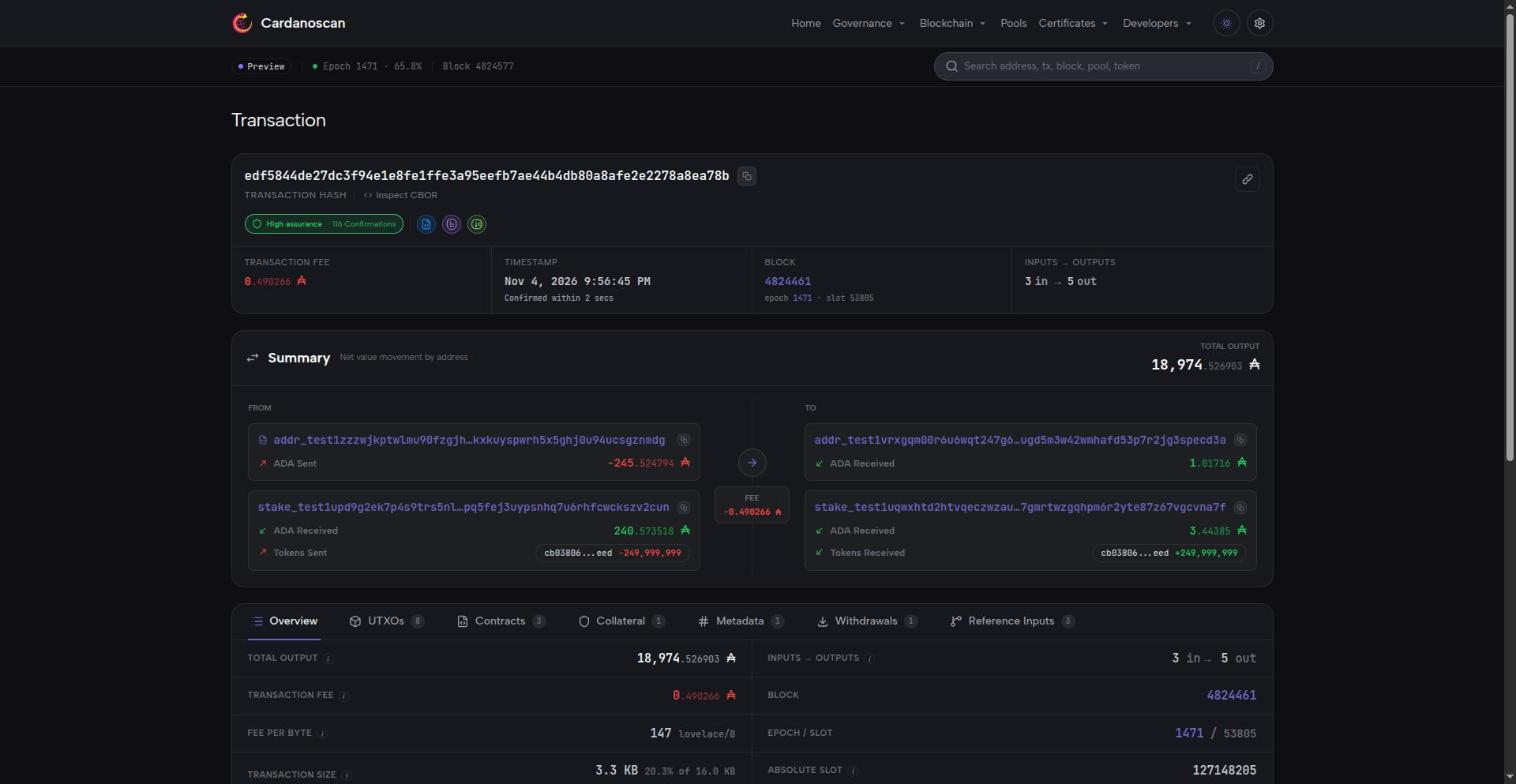 Cardanoscan Home Governance Blockchain Pools Certificates Developers
Preview Epoch 1471 · 65.8% Block 4824577 Search address, tx, block, pool, token /
Transaction
edf5844de27dc3f94e1e8fe1ffe3a95eefb7ae44b4db80a8afe2e2278a8ea78b
TRANSACTION HASH <> Inspect CBOR
High assurance · 116 Confirmations
TRANSACTION FEE TIMESTAMP BLOCK INPUTS → OUTPUTS
0.490266 ₳ Nov 4, 2026 9:56:45 PM 4824461 3 in → 5 out
Confirmed within 2 secs epoch 1471 · slot 53805
Summary Net value movement by address TOTAL OUTPUT
18,974.526903 ₳
FROM TO
addr_test1zzzwjkptwlmu90fzgjh…kxkuyspwrh5x5ghj0u94ucsgznmdg addr_test1vrxgqm00r6u6wqt247g6…ugd5m3w42wmhafd53p7r2jg3specd3a
ADA Sent -245.524794 ₳ ADA Received 1.01716 ₳
FEE
-0.490266 ₳
stake_test1upd9g2ek7p4s9trs5nl…pq5fej3uypsnhq7u6rhfcwckszv2cun stake_test1uqwxhtd2htvqeczwzau…7gmrtwzgqhpm6r2yte87z67vgcvna7f
ADA Received 240.573518 ₳ ADA Received 3.44385 ₳
Tokens Sent cb03806...eed -249,999,999 Tokens Received cb03806...eed +249,999,999
Overview UTXOs 8 Contracts 3 Collateral 1 Metadata 1 Withdrawals 1 Reference Inputs 3
TOTAL OUTPUT i 18,974.526903 ₳ INPUTS → OUTPUTS i 3 in → 5 out
TRANSACTION FEE i 0.490266 ₳ BLOCK 4824461
FEE PER BYTE i 147 lovelace/B EPOCH / SLOT 1471 / 53805
TRANSACTION SIZE i 3.3 KB 20.3% of 16.0 KB ABSOLUTE SLOT i 127148205